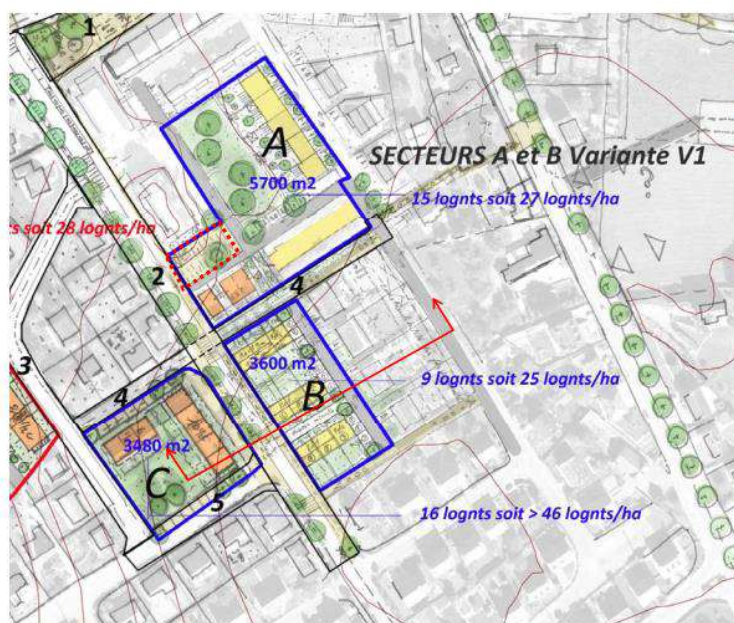 1
A
SECTEURS A et B Variante V1
5700 m2
15 lognts soit 27 lognts/ha
ts soit 28 lognts/ha
2
4
3
3600 m2
B
9 lognts soit 25 lognts/ha
4
3480 m2
C
5
16 lognts soit > 46 lognts/ha
?